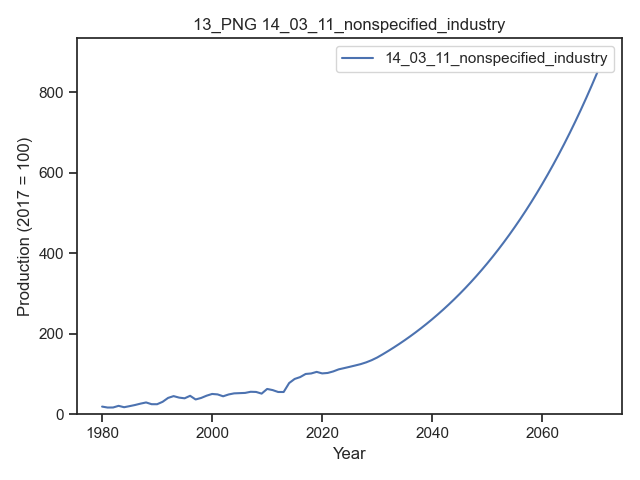 13_PNG 14_03_11_nonspecified_industry
14_03_11_nonspecified_industry
Production (2017 = 100)
800
600
400
200
0
1980
2000
2020
2040
2060
Year